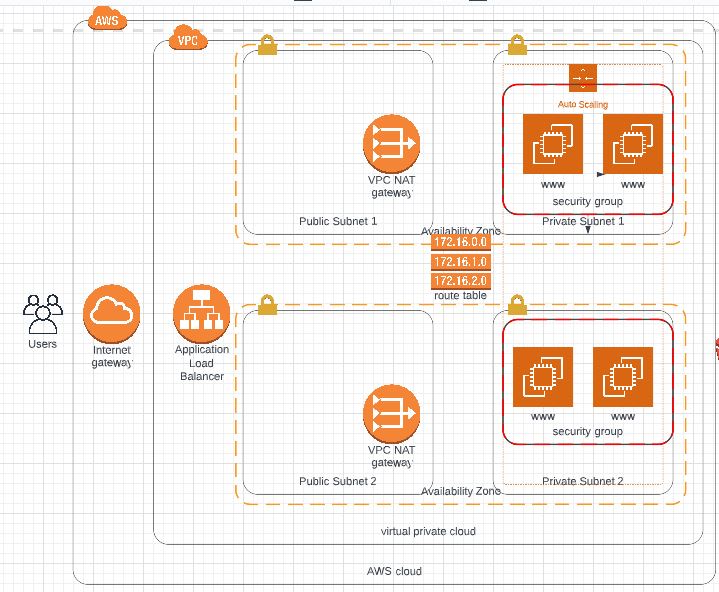 AWS
VPC
Auto Scaling
VPC NAT
gateway
www
www
security group
Public Subnet 1
Private Subnet 1
Availability Zone
172.16.0.0
172.16.1.0
172.16.2.0
route table
Users
Internet
gateway
Application
Load
Balancer
www
www
security group
VPC NAT
gateway
Public Subnet 2
Private Subnet 2
Availability Zone
virtual private cloud
AWS cloud